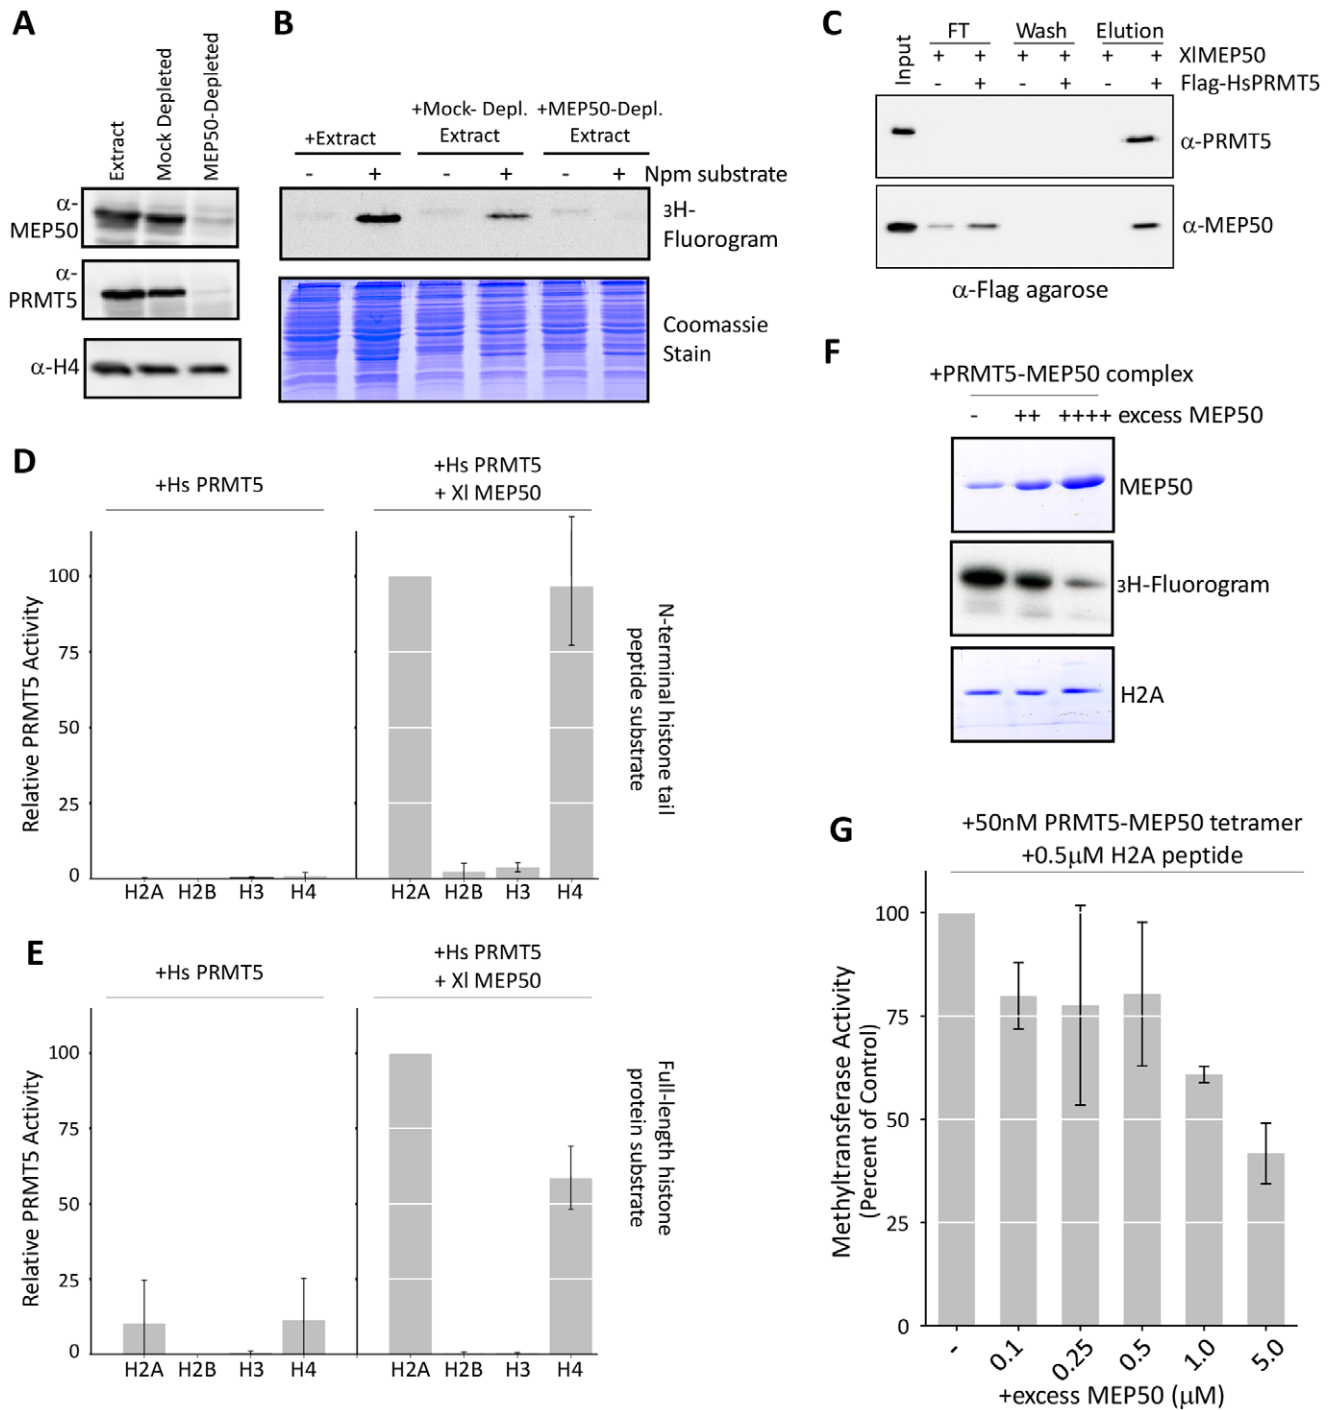 A
Extract
Mock Depleted
MEP50-Depleted
α-
MEP50
α-
PRMT5
α-H4
B
+Extract
+Mock- Depl.
Extract
+MEP50-Depl.
Extract
- + - + - + Npm substrate
3H-
Fluorogram
Coomassie
Stain
C
Input
FT Wash Elution
+ + + + + + XlMEP50
- + - + - + Flag-HsPRMT5
α-PRMT5
α-MEP50
α-Flag agarose
D
+Hs PRMT5
+Hs PRMT5
+ Xl MEP50
Relative PRMT5 Activity
100
75
50
25
0
H2A H2B H3 H4
H2A H2B H3 H4
N-terminal histone tail
peptide substrate
E
+Hs PRMT5
+Hs PRMT5
+ Xl MEP50
Relative PRMT5 Activity
100
75
50
25
0
H2A H2B H3 H4
H2A H2B H3 H4
Full-length histone
protein substrate
F
+PRMT5-MEP50 complex
- ++ ++++ excess MEP50
MEP50
3H-Fluorogram
H2A
G
+50nM PRMT5-MEP50 tetramer
+0.5μM H2A peptide
Methyltransferase Activity
(Percent of Control)
100
75
50
25
0
- 0.1 0.25 0.5 1.0 5.0
+excess MEP50 (μM)